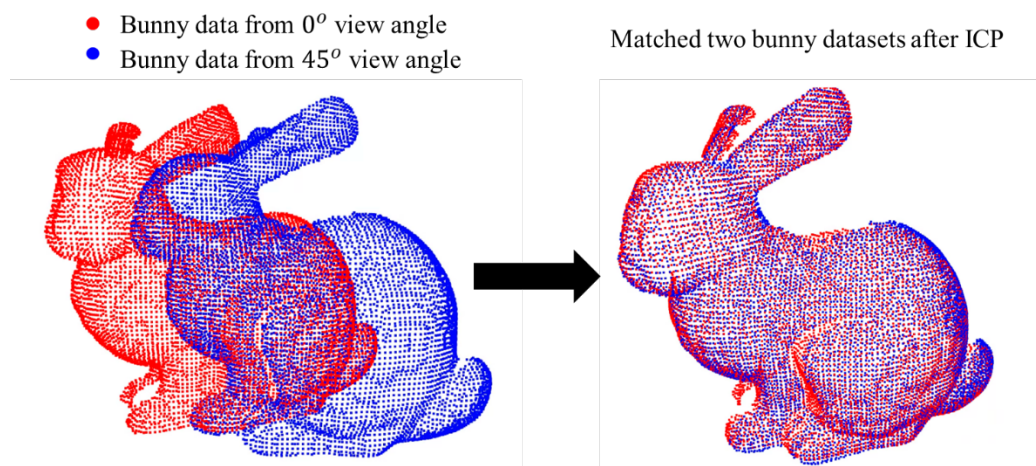 Bunny data from 0° view angle
Bunny data from 45° view angle
Matched two bunny datasets after ICP